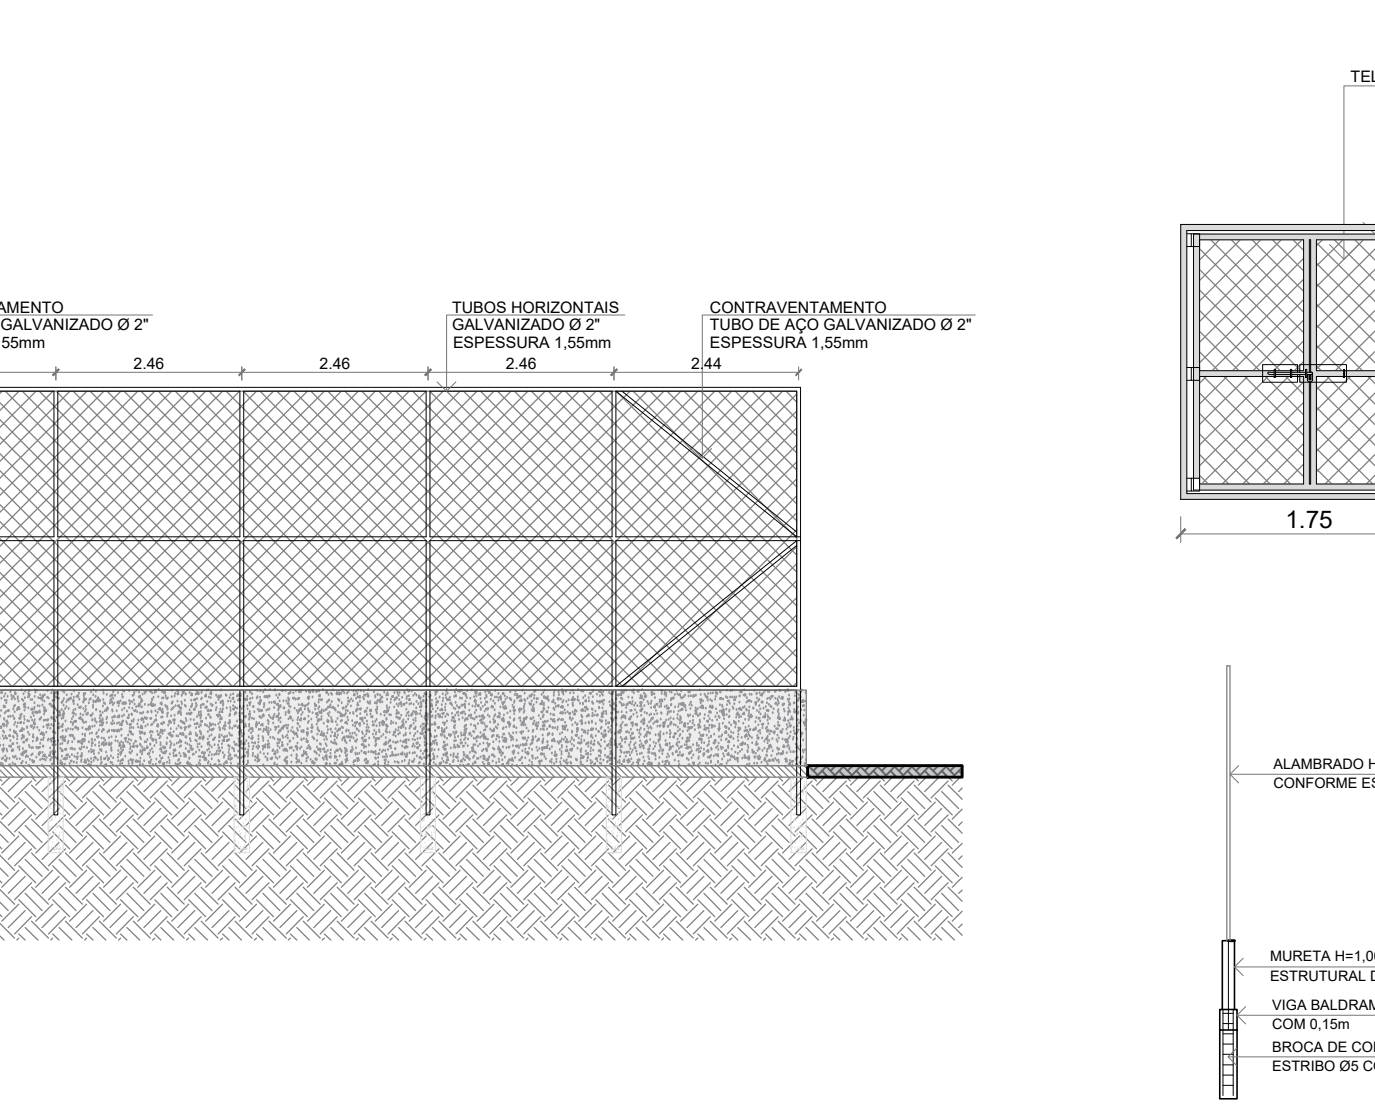 TEL
AMENTO
GALVANIZADO Ø 2"
55mm
TUBOS HORIZONTAIS
GALVANIZADO Ø 2"
ESPESSURA 1,55mm
CONTRAVENTAMENTO
TUBO DE AÇO GALVANIZADO Ø 2"
ESPESSURA 1,55mm
2.46
2.46
2.46
2.44
1.75
ALAMBRADO H
CONFORME ES
MURETA H=1,00
ESTRUTURAL D
VIGA BALDRAM
COM 0,15m
BROCA DE CON
ESTRIBO Ø5 CO